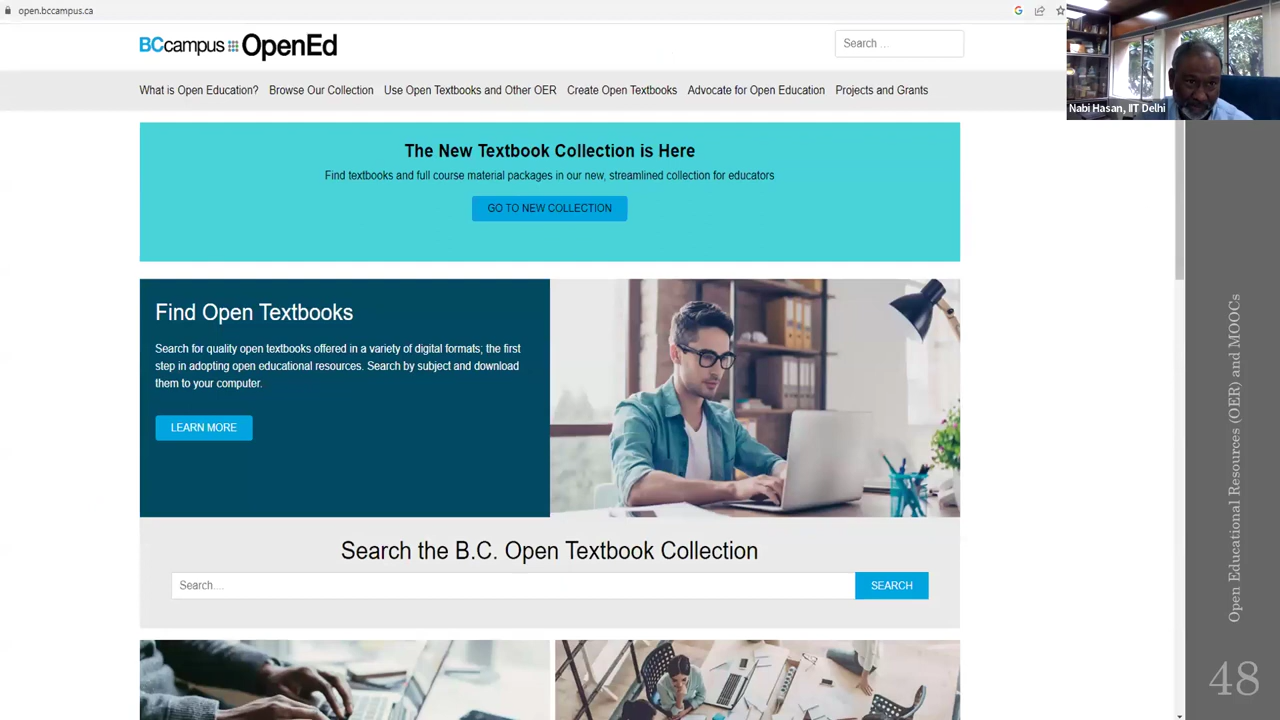 open.bccampus.ca
BCcampus OpenEd
Search …
What is Open Education? Browse Our Collection Use Open Textbooks and Other OER Create Open Textbooks Advocate for Open Education Projects and Grants
Nabi Hasan, IIT Delhi
The New Textbook Collection is Here
Find textbooks and full course material packages in our new, streamlined collection for educators
GO TO NEW COLLECTION
Find Open Textbooks
Search for quality open textbooks offered in a variety of digital formats; the first
step in adopting open educational resources. Search by subject and download
them to your computer.
LEARN MORE
Search the B.C. Open Textbook Collection
Search…
SEARCH
Open Educational Resources (OER) and MOOCs
48